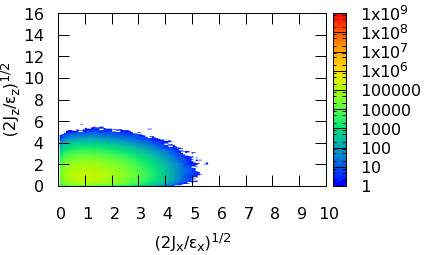 16
14
12
10
8
6
4
2
0
(2J_z/ε_z)^1/2
0 1 2 3 4 5 6 7 8 9 10
(2J_x/ε_x)^1/2
1x10^9
1x10^8
1x10^7
1x10^6
100000
10000
1000
100
10
1